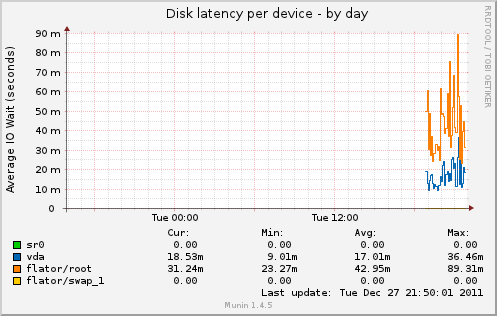 Disk latency per device - by day
RRDTOOL / TOBI OETIKER
Average IO Wait (seconds)
90 m
80 m
70 m
60 m
50 m
40 m
30 m
20 m
10 m
0
Tue 00:00 Tue 12:00
Cur: Min: Avg: Max:
sr0 0.00 0.00 0.00 0.00
vda 18.53m 9.01m 17.01m 36.46m
flator/root 31.24m 23.27m 42.95m 89.31m
flator/swap_1 0.00 0.00 0.00 0.00
Last update: Tue Dec 27 21:50:01 2011
Munin 1.4.5